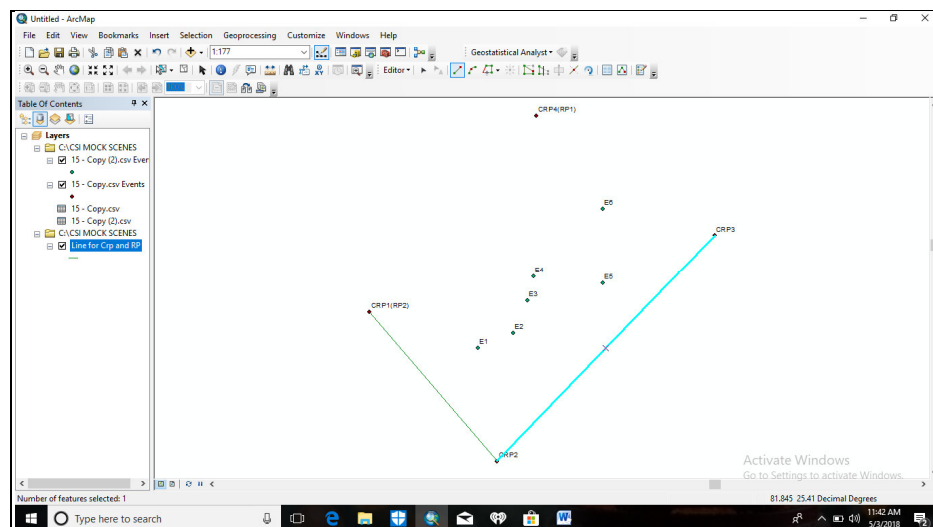 Untitled - ArcMap
File Edit View Bookmarks Insert Selection Geoprocessing Customize Windows Help
1:177
Geostatistical Analyst
Editor
Table Of Contents
Layers
C:\CSI MOCK SCENES
15 - Copy (2).csv Ever
15 - Copy.csv Events
15 - Copy.csv
15 - Copy (2).csv
C:\CSI MOCK SCENES
Line for Crp and RP
CRP4(RP1)
E6
CRP3
E4
E5
E3
CRP1(RP2)
E2
E1
CRP2
Activate Windows
Go to Settings to activate Windows.
Number of features selected: 1
81.845 25.41 Decimal Degrees
Type here to search
11:42 AM
5/3/2018